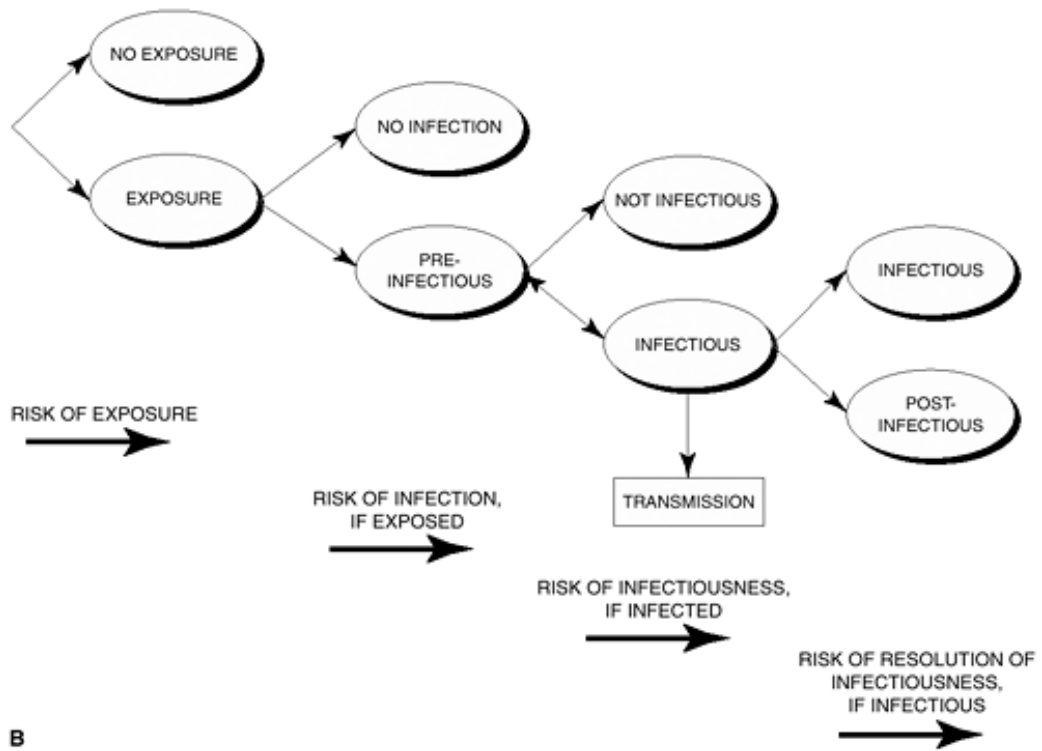 NO EXPOSURE
NO INFECTION
EXPOSURE
NOT INFECTIOUS
PRE-
INFECTIOUS
INFECTIOUS
INFECTIOUS
POST-
INFECTIOUS
RISK OF EXPOSURE
TRANSMISSION
RISK OF INFECTION,
IF EXPOSED
RISK OF INFECTIOUSNESS,
IF INFECTED
RISK OF RESOLUTION OF
INFECTIOUSNESS,
IF INFECTIOUS
B